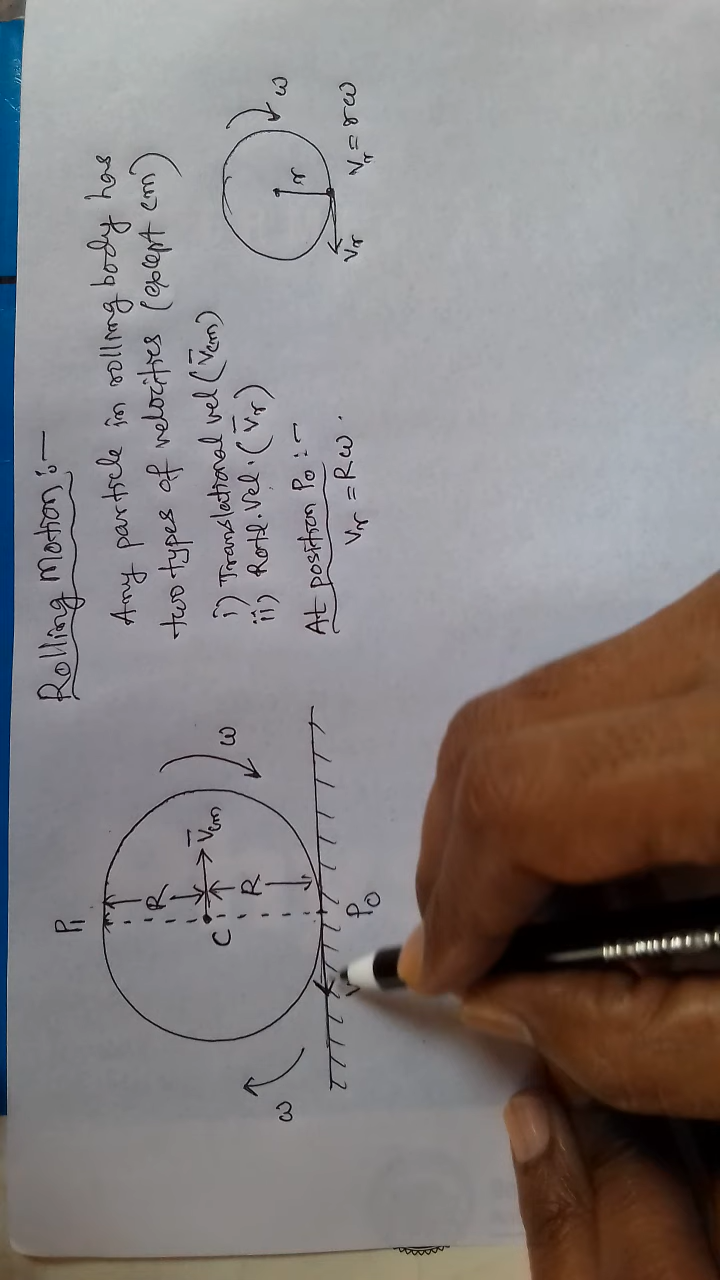 Rolling Motion :-
Any particle in rolling body has
two types of velocities (except cm)
i) Translational vel (v̄cm)
ii) Rotl. vel. (v̄r)
At position P0 :-
vr = Rω.
P1
R
C
v̄cm
R
P0
ω
ω
v
r
ω
vr
vr = rω